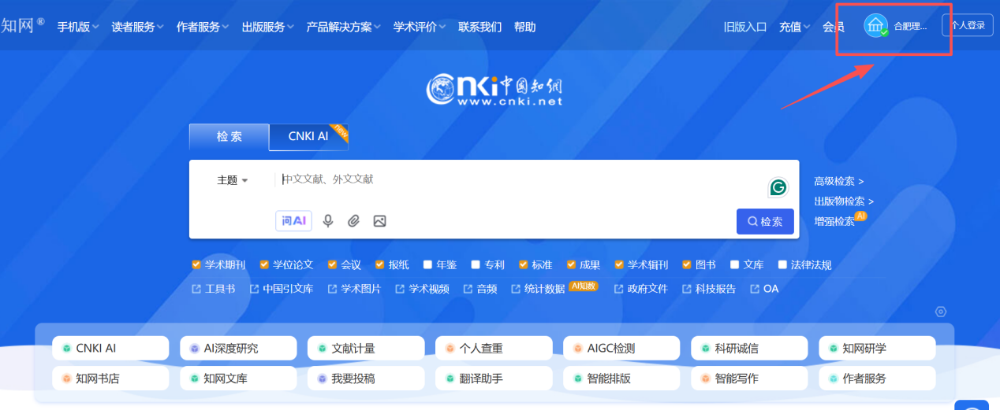 知网®
手机版 读者服务 作者服务 出版服务 产品解决方案 学术评价 联系我们 帮助 旧版入口 充值 会员 合肥理... 个人登录
cnki中国知網
www.cnki.net
检索 CNKI AI new
主题 中文文献、外文文献
高级检索 >
出版物检索 >
问AI 检索 增强检索 AI
学术期刊 学位论文 会议 报纸 年鉴 专利 标准 成果 学术辑刊 图书 文库 法律法规
工具书 中国引文库 学术图片 学术视频 音频 统计数据 AI知数 政府文件 科技报告 OA
CNKI AI AI深度研究 文献计量 个人查重 AIGC检测 科研诚信 知网研学
知网书店 知网文库 我要投稿 翻译助手 智能排版 智能写作 作者服务